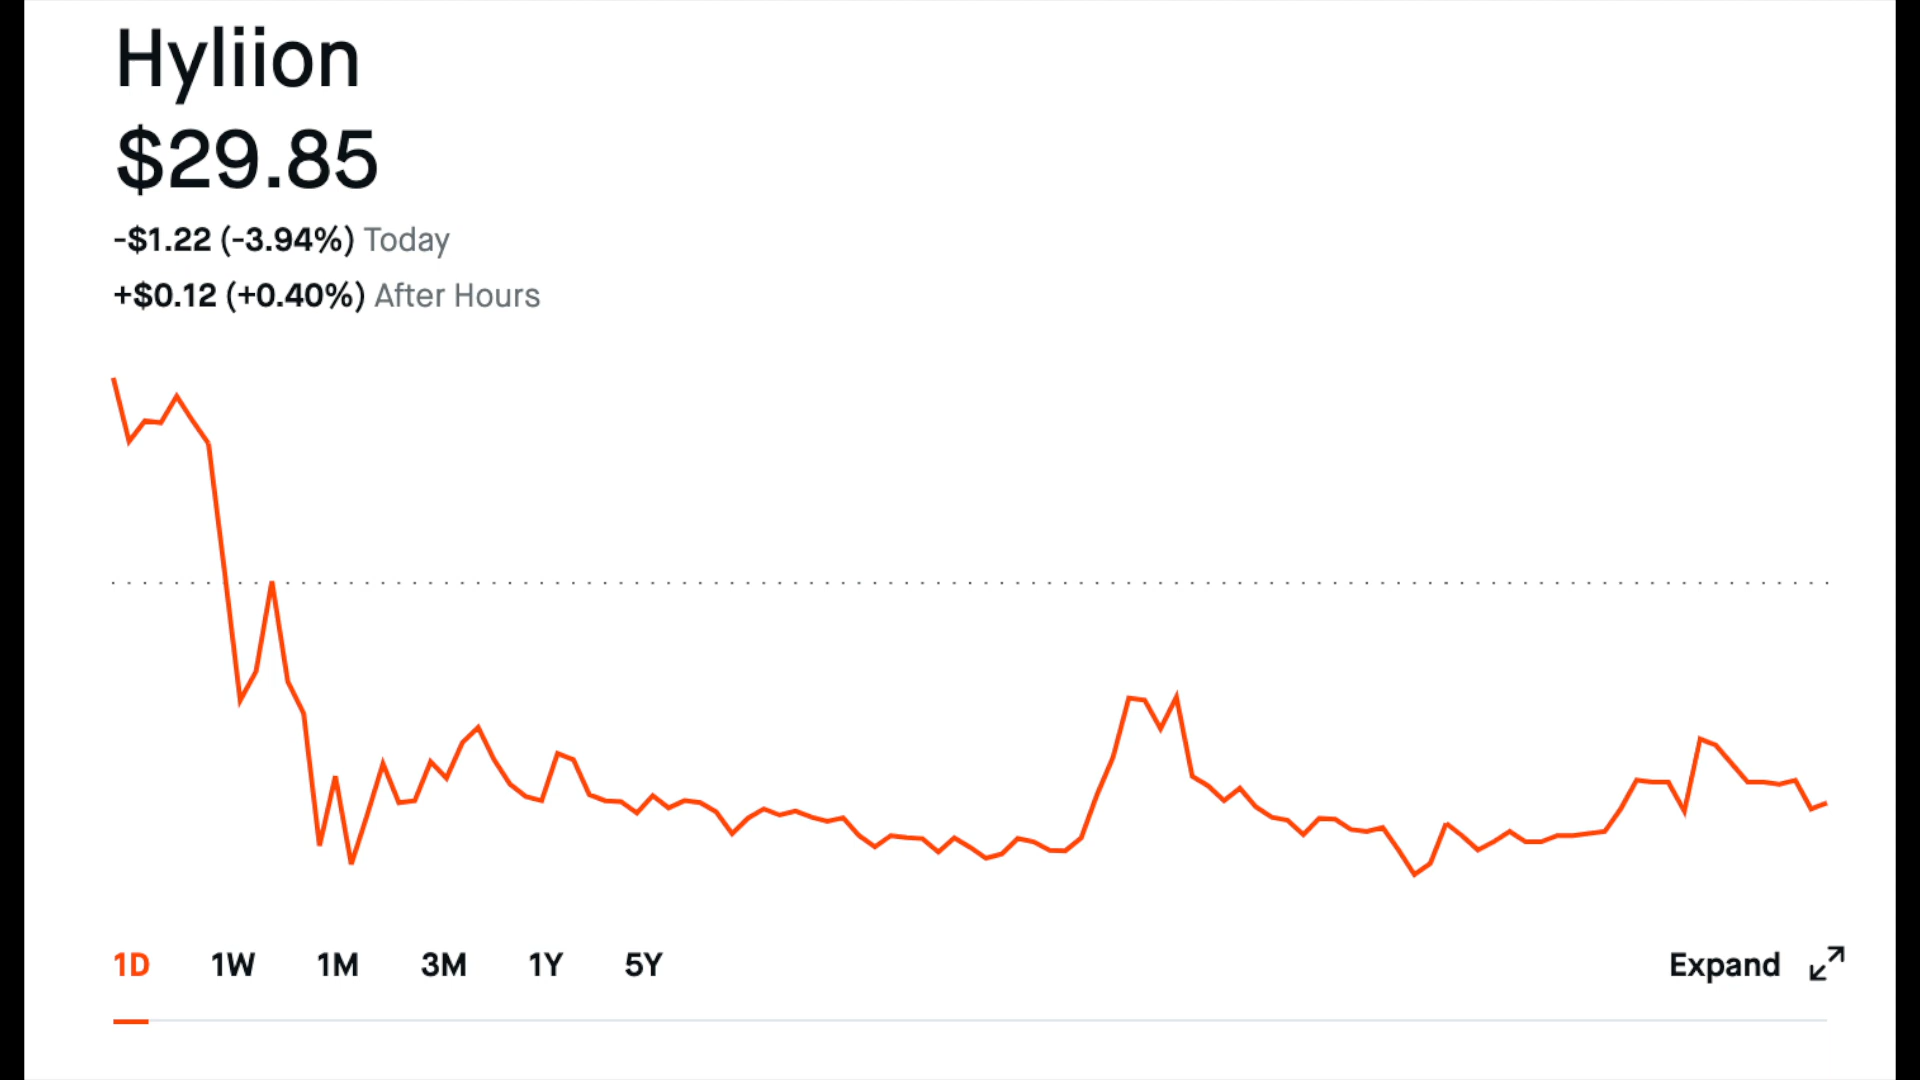 Hyliion
$29.85
-$1.22 (-3.94%) Today
+$0.12 (+0.40%) After Hours
1D 1W 1M 3M 1Y 5Y Expand